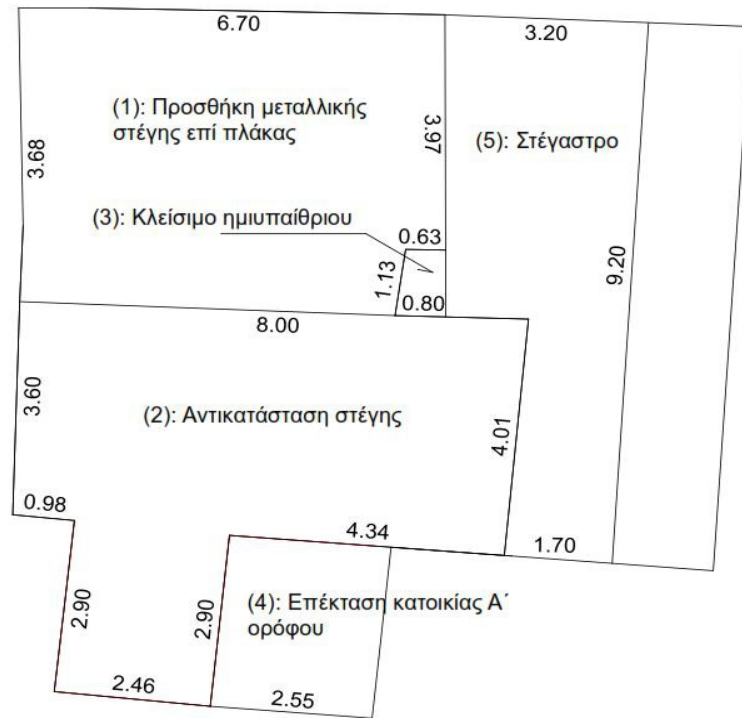 6.70
3.20
(1): Προσθήκη μεταλλικής
στέγης επί πλάκας
3.68
3.97
(5): Στέγαστρο
(3): Κλείσιμο ημιυπαίθριου
0.63
1.13
9.20
0.80
8.00
3.60
(2): Αντικατάσταση στέγης
4.01
0.98
4.34
1.70
2.90
2.90
(4): Επέκταση κατοικίας Α΄
ορόφου
2.46
2.55